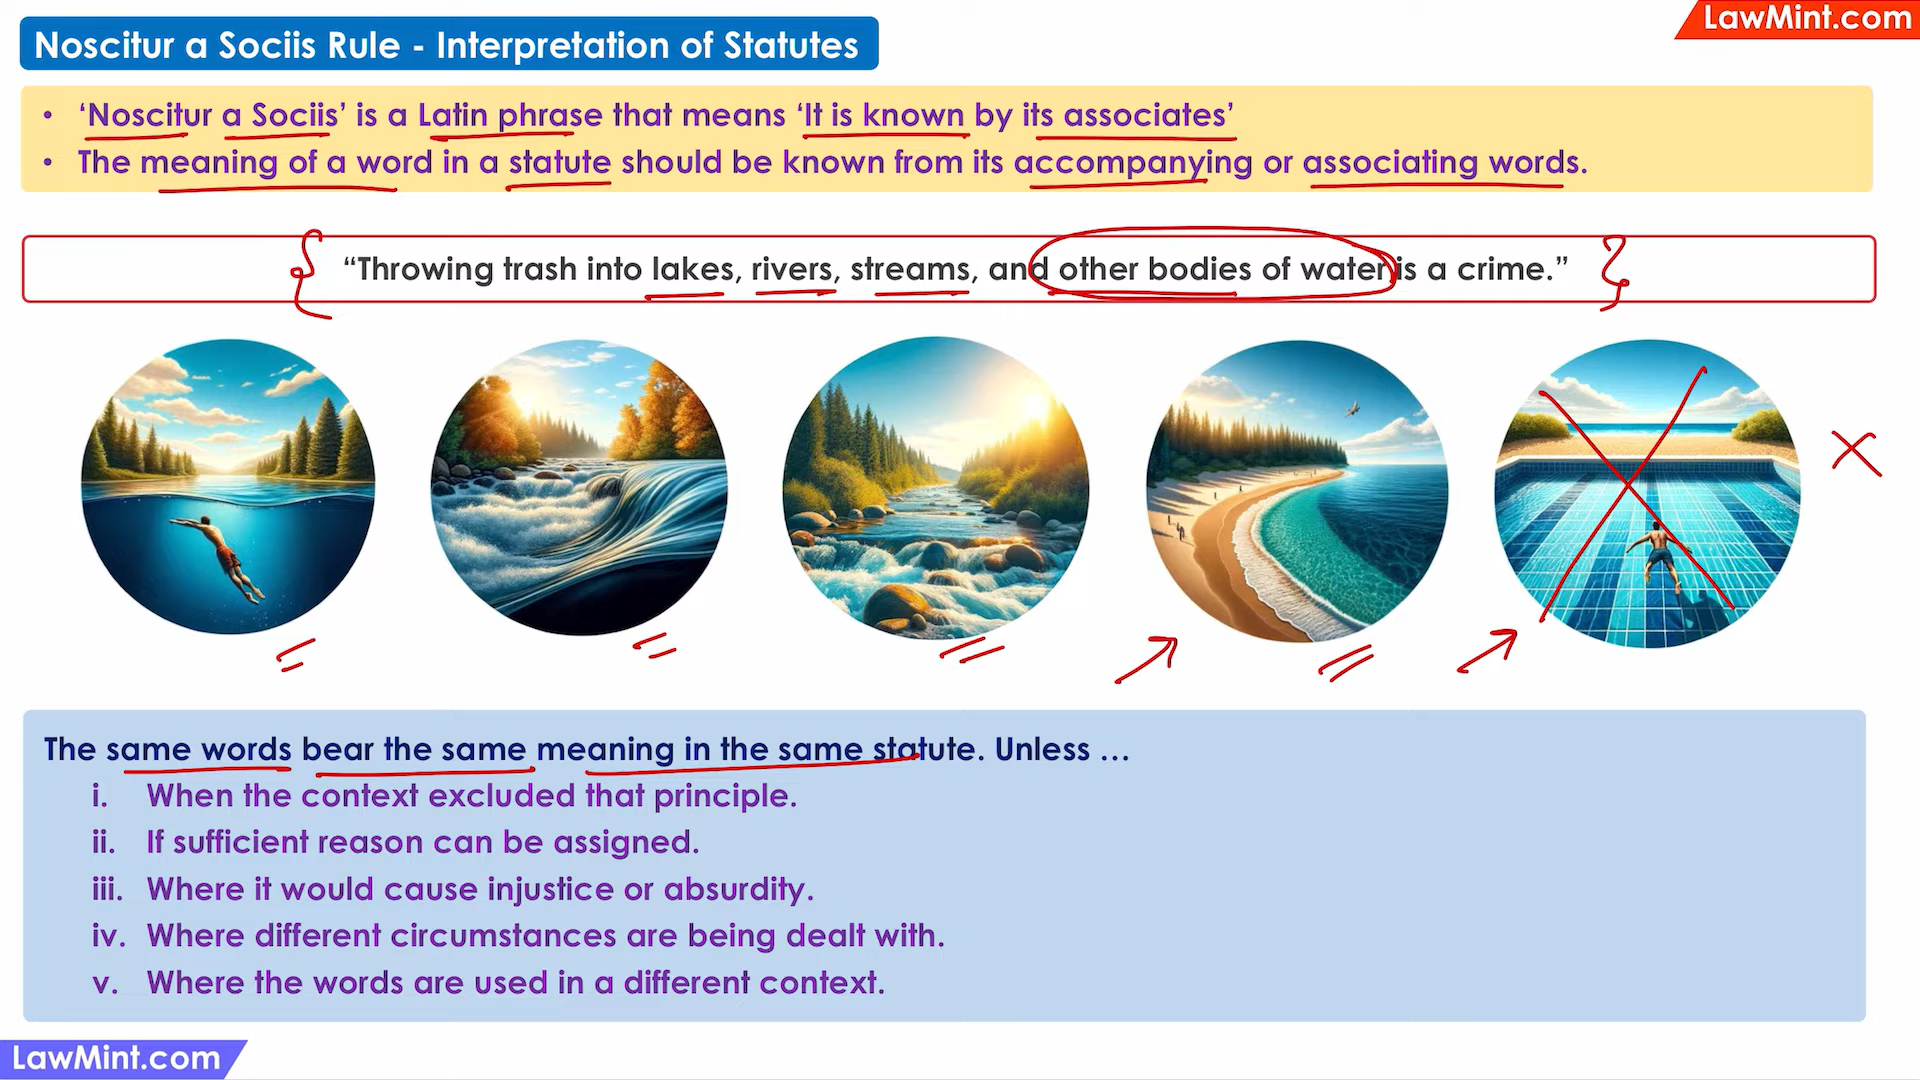 LawMint.com
Noscitur a Sociis Rule - Interpretation of Statutes
• ‘Noscitur a Sociis’ is a Latin phrase that means ‘It is known by its associates’
• The meaning of a word in a statute should be known from its accompanying or associating words.
“Throwing trash into lakes, rivers, streams, and other bodies of water is a crime.”
The same words bear the same meaning in the same statute. Unless …
i. When the context excluded that principle.
ii. If sufficient reason can be assigned.
iii. Where it would cause injustice or absurdity.
iv. Where different circumstances are being dealt with.
v. Where the words are used in a different context.
LawMint.com